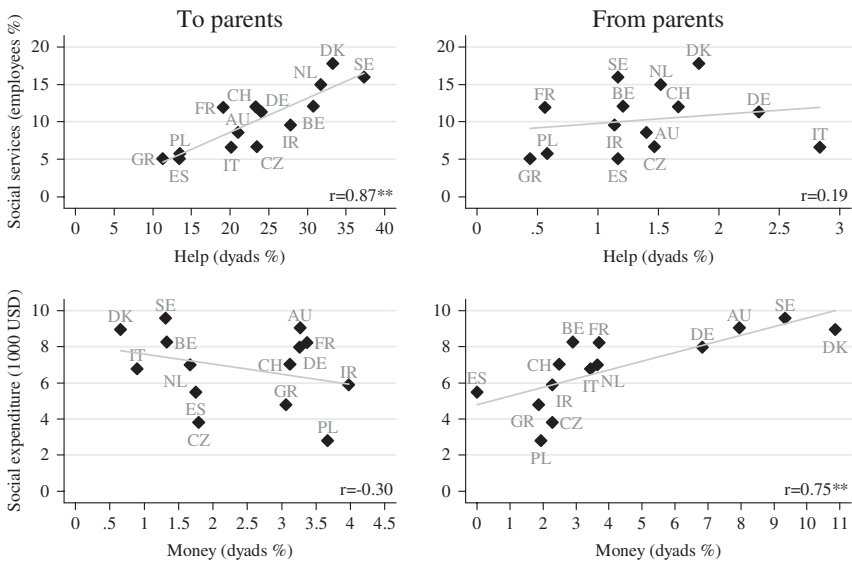 To parents
From parents
Social services (employees %)
20
15
10
5
0
DK
SE
NL
FR
CH
DE
BE
AU
IR
PL
GR
ES
IT
CZ
r=0.87**
0 5 10 15 20 25 30 35 40
Help (dyads %)
20
15
10
5
0
DK
SE
NL
FR
BE
CH
DE
IR
AU
IT
PL
CZ
GR
ES
r=0.19
0 .5 1 1.5 2 2.5 3
Help (dyads %)
Social expenditure (1000 USD)
10
8
6
4
2
0
DK
SE
AU
BE
FR
IT
CH
DE
NL
IR
GR
ES
CZ
PL
r=-0.30
0 .5 1 1.5 2 2.5 3 3.5 4 4.5
Money (dyads %)
10
8
6
4
2
0
SE
AU
BE
FR
DE
DK
CH
ES
IT
NL
IR
GR
CZ
PL
r=0.75**
0 1 2 3 4 5 6 7 8 9 10 11
Money (dyads %)